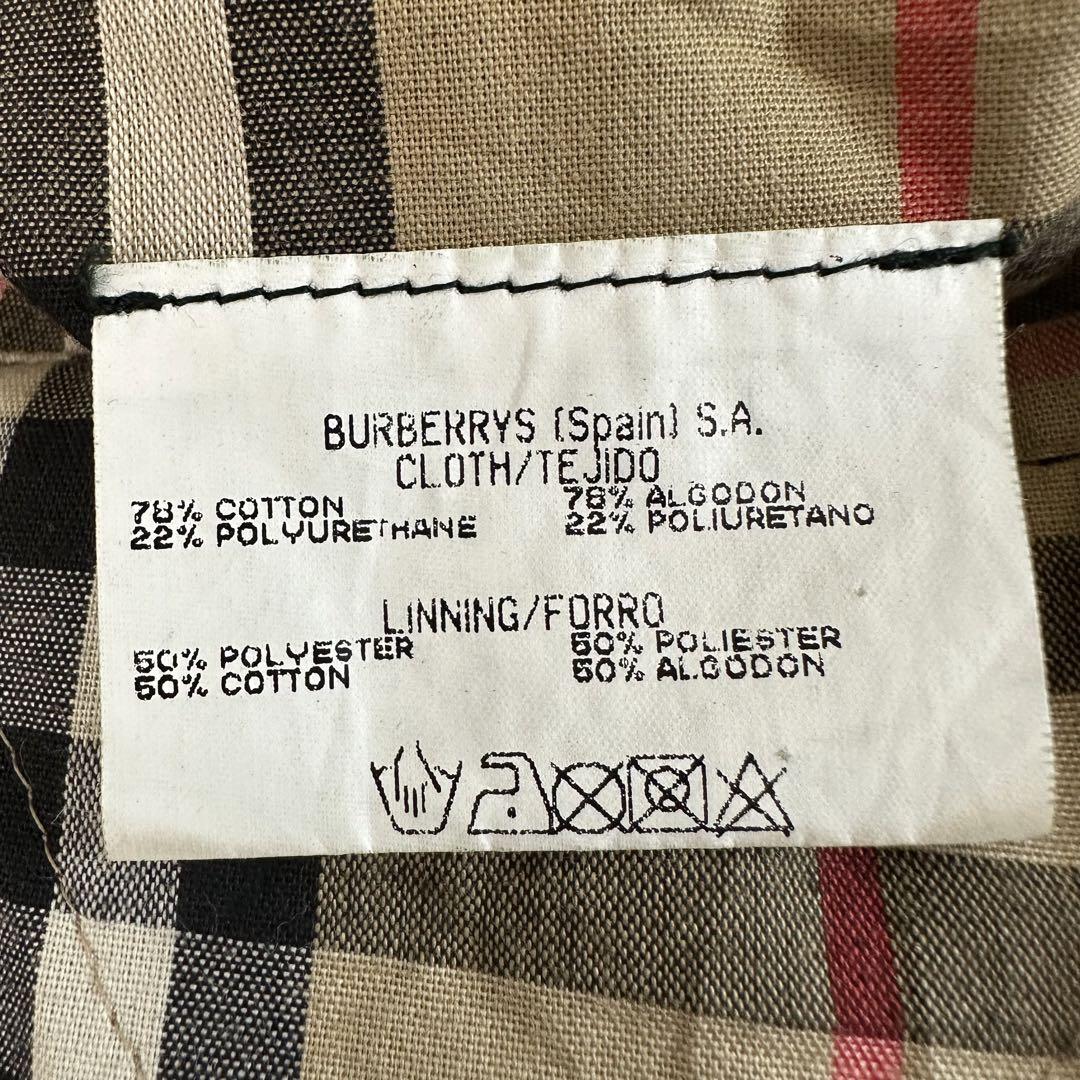 BURBERRYS (Spain) S.A.
CLOTH/TEJIDO
78% COTTON 78% ALGODON
22% POLYURETHANE 22% POLIURETANO
LINNING/FORRO
50% POLYESTER 50% POLIESTER
50% COTTON 50% ALGODON